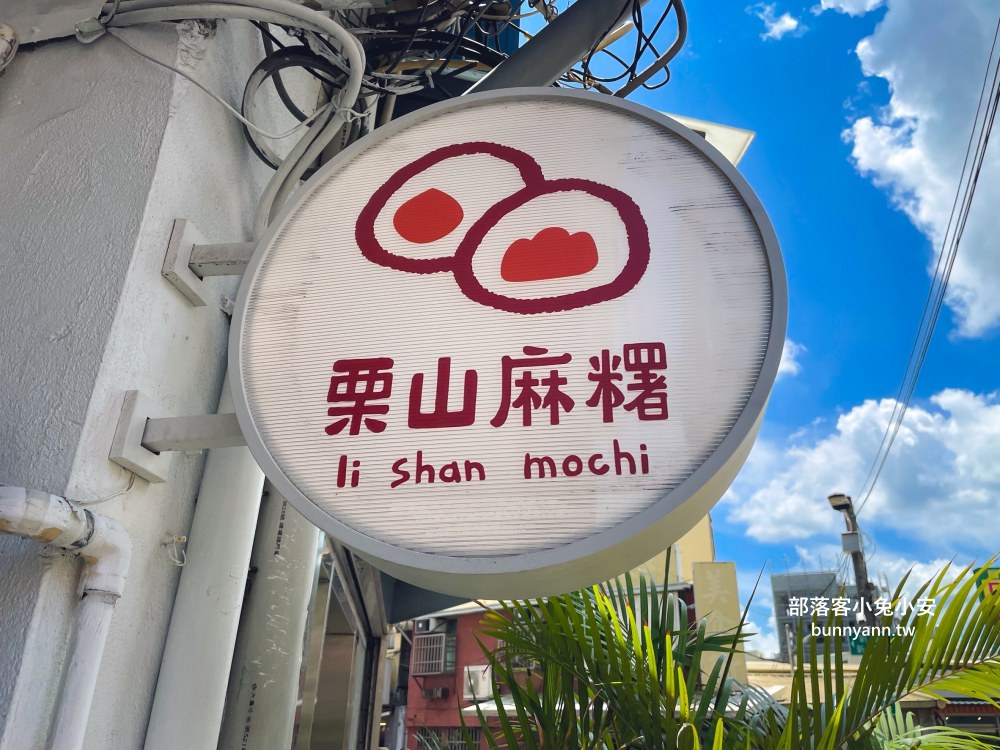 栗山麻糬
li shan mochi
部落客小兔小安
bunnyann.tw